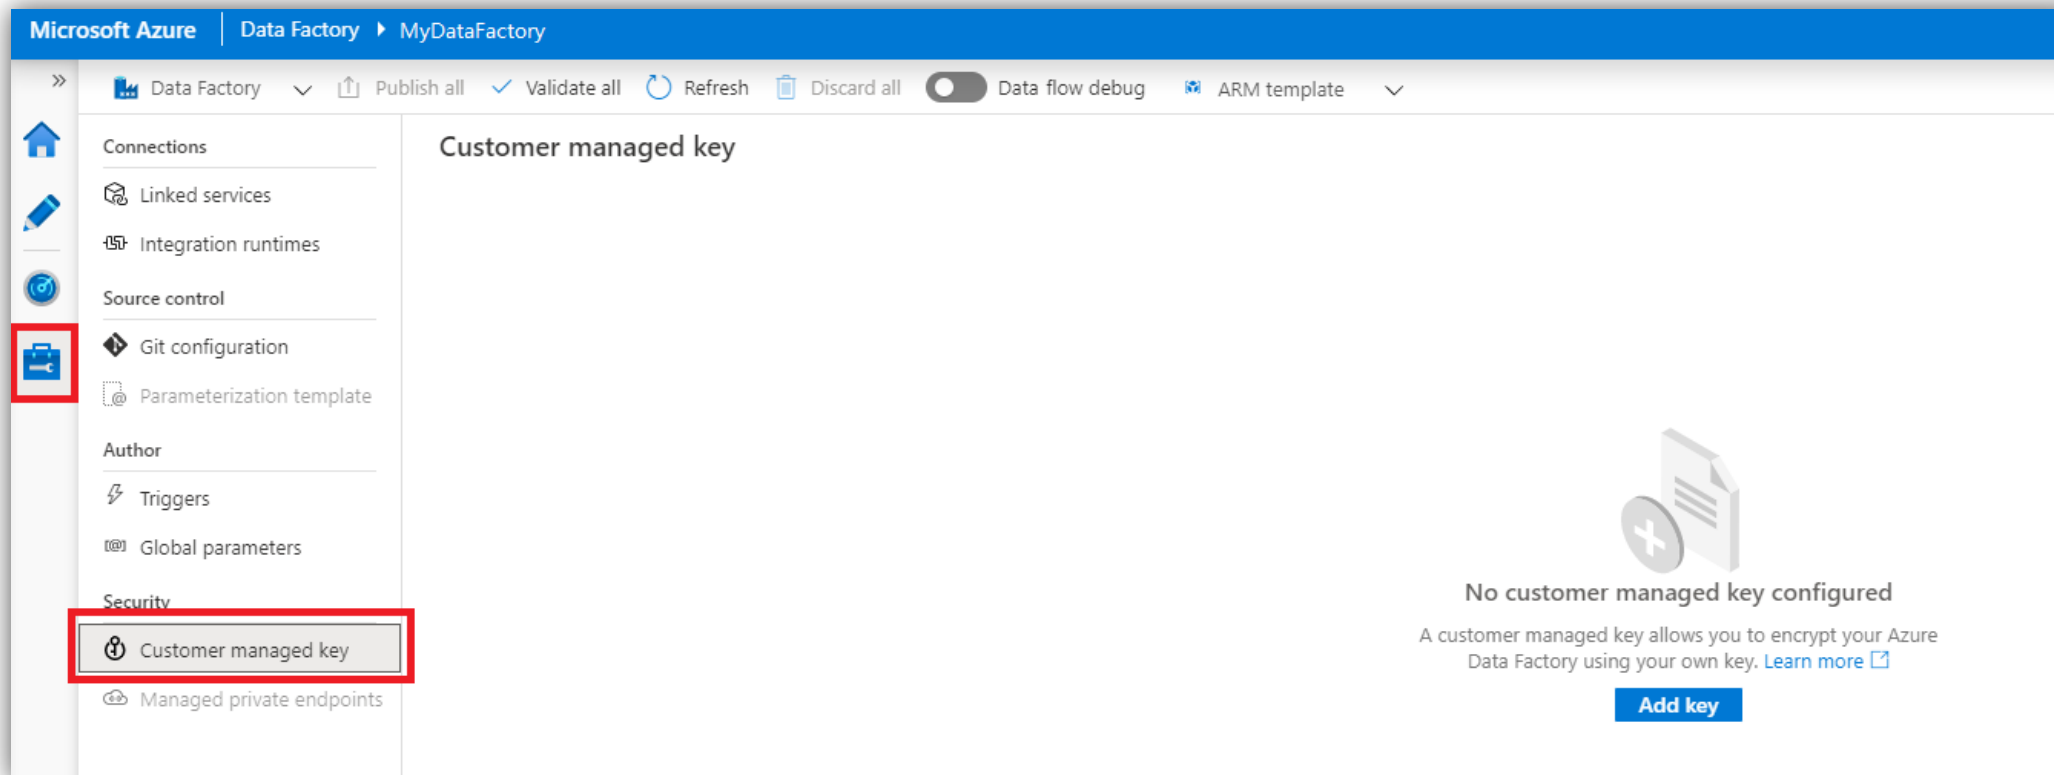 Microsoft Azure Data Factory MyDataFactory
Data Factory Publish all Validate all Refresh Discard all Data flow debug ARM template
Connections
Linked services
Integration runtimes
Source control
Git configuration
Parameterization template
Author
Triggers
Global parameters
Security
Customer managed key
Managed private endpoints
Customer managed key
No customer managed key configured
A customer managed key allows you to encrypt your Azure
Data Factory using your own key. Learn more
Add key